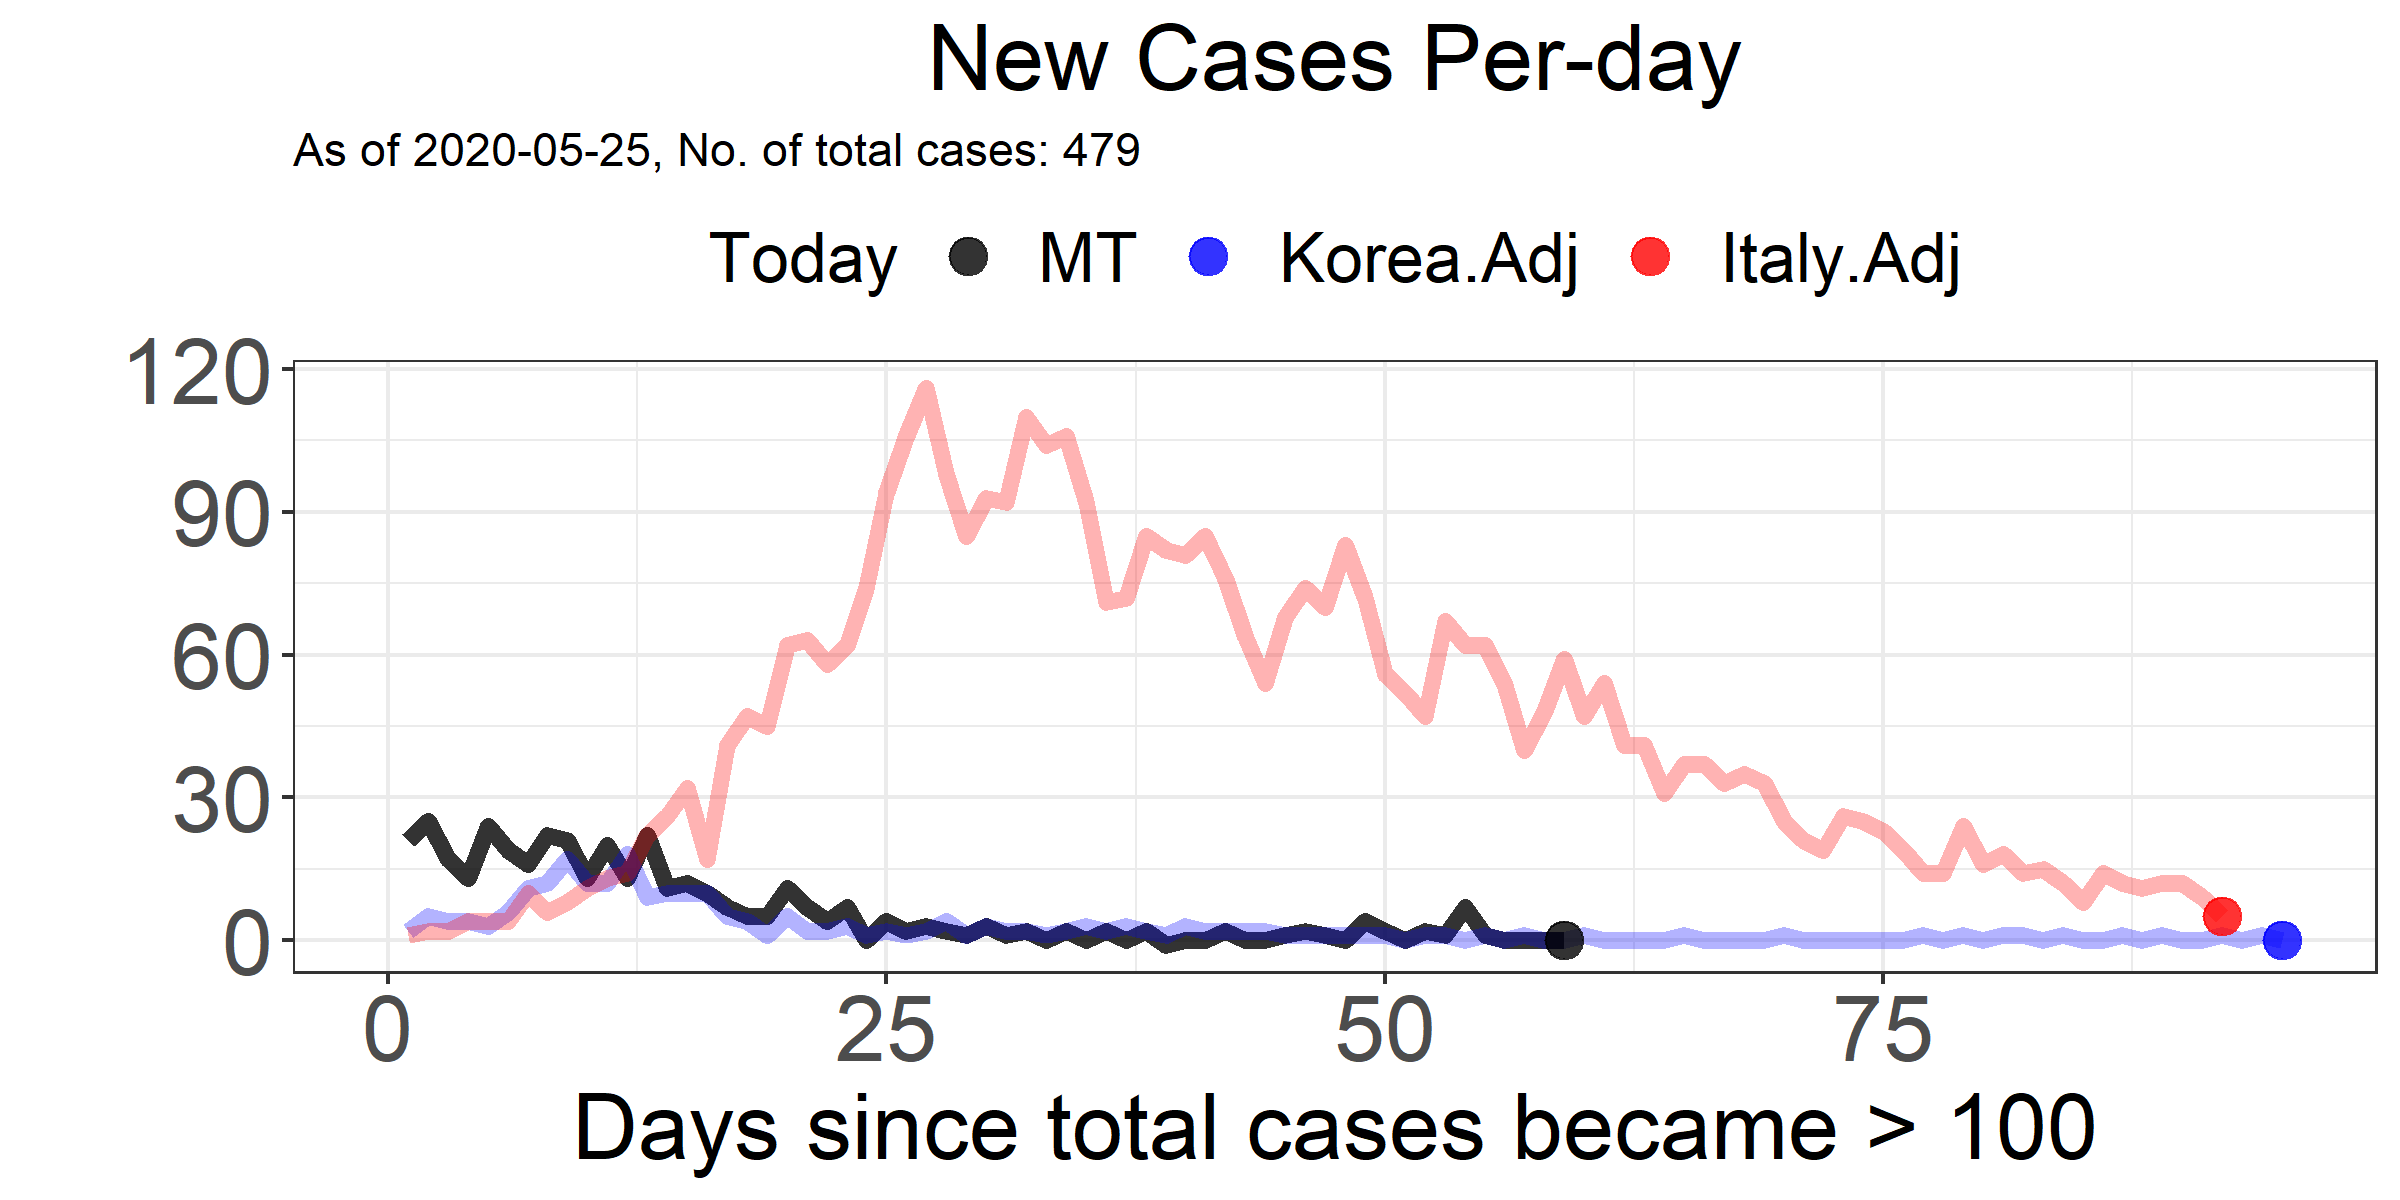 New Cases Per-day
As of 2020-05-25, No. of total cases: 479
Today MT Korea.Adj Italy.Adj
120
90
60
30
0
0 25 50 75
Days since total cases became > 100